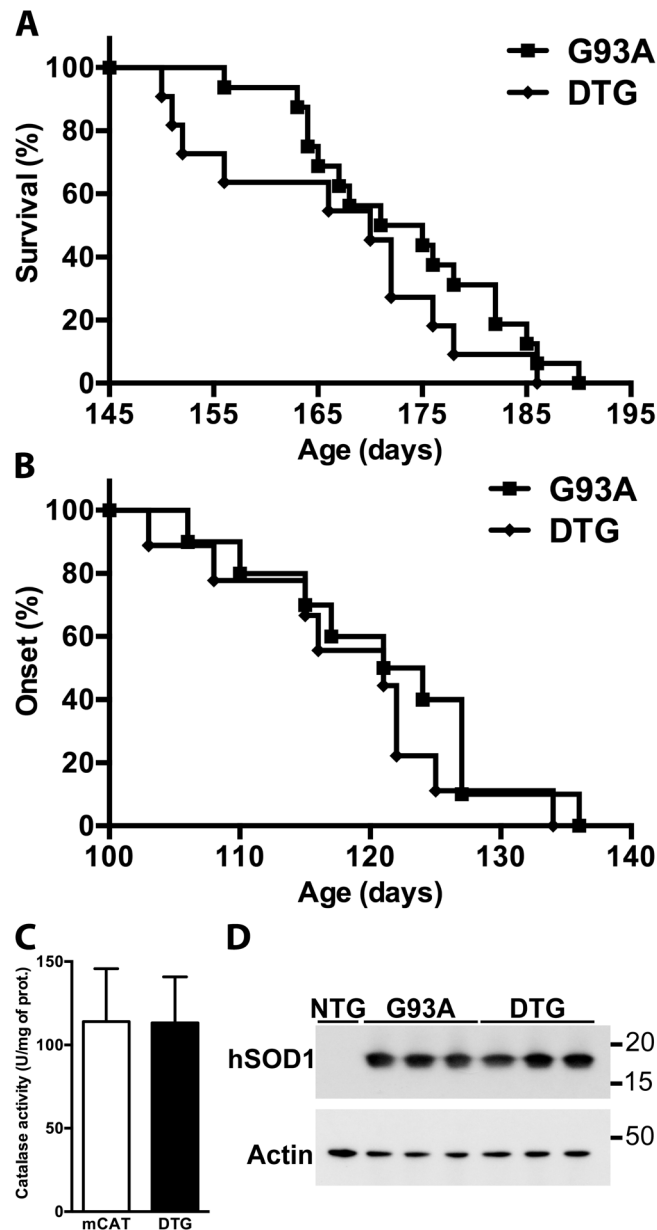 A
G93A
DTG
Survival (%)
100
80
60
40
20
0
145 155 165 175 185 195
Age (days)
B
G93A
DTG
Onset (%)
100
80
60
40
20
0
100 110 120 130 140
Age (days)
C
Catalase activity (U/mg of prot.)
150
100
50
0
mCAT DTG
D
NTG G93A DTG
hSOD1
20
15
Actin
50